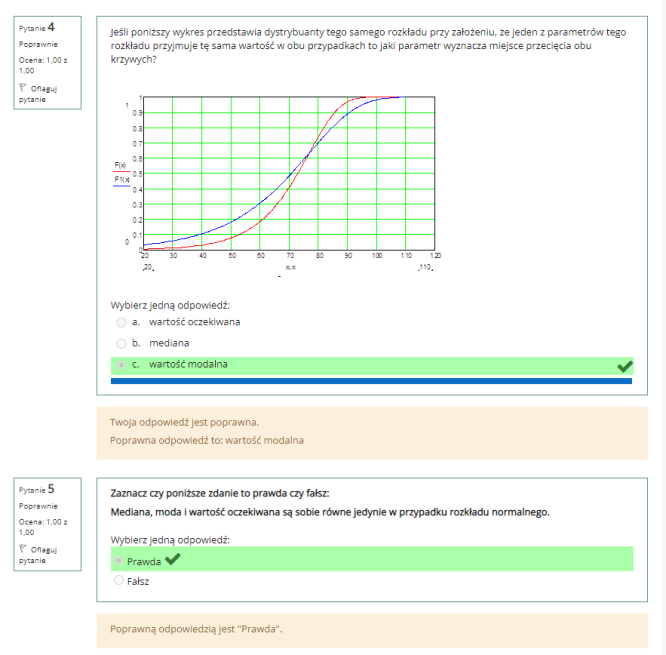 Pytanie 4
Poprawnie
Ocena: 1,00 z
1,00
Oflaguj
pytanie
Jeśli poniższy wykres przedstawia dystrybuanty tego samego rozkładu przy założeniu, że jeden z parametrów tego
rozkładu przyjmuje tę sama wartość w obu przypadkach to jaki parametr wyznacza miejsce przecięcia obu
krzywych?
1
1
0.9
0.8
0.7
0.6
F(x)
0.5
F1(x)
0.4
0.3
0.2
0.1
0
0
20 30 40 50 60 70 80 90 100 110 120
,20, x,x ,110,
Wybierz jedną odpowiedź:
a. wartość oczekiwana
b. mediana
c. wartość modalna
Twoja odpowiedź jest poprawna.
Poprawna odpowiedź to: wartość modalna
Pytanie 5
Poprawnie
Ocena: 1,00 z
1,00
Oflaguj
pytanie
Zaznacz czy poniższe zdanie to prawda czy fałsz:
Mediana, moda i wartość oczekiwana są sobie równe jedynie w przypadku rozkładu normalnego.
Wybierz jedną odpowiedź:
Prawda
Fałsz
Poprawną odpowiedzią jest "Prawda".